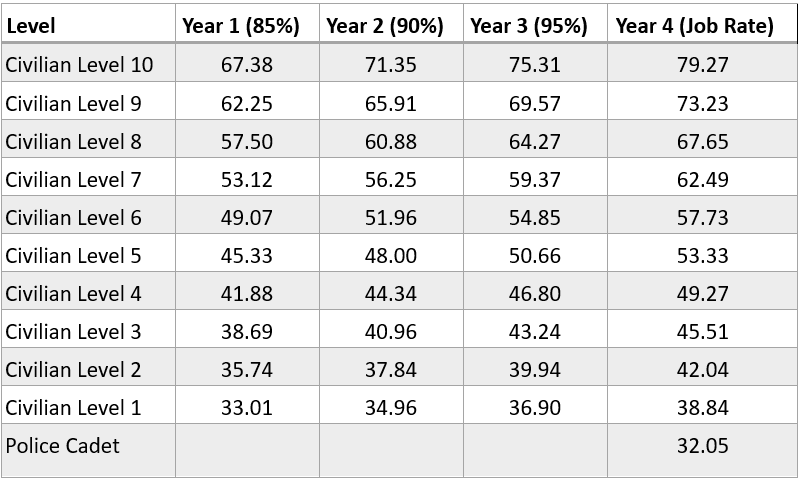 Level Year 1 (85%) Year 2 (90%) Year 3 (95%) Year 4 (Job Rate)
Civilian Level 10 67.38 71.35 75.31 79.27
Civilian Level 9 62.25 65.91 69.57 73.23
Civilian Level 8 57.50 60.88 64.27 67.65
Civilian Level 7 53.12 56.25 59.37 62.49
Civilian Level 6 49.07 51.96 54.85 57.73
Civilian Level 5 45.33 48.00 50.66 53.33
Civilian Level 4 41.88 44.34 46.80 49.27
Civilian Level 3 38.69 40.96 43.24 45.51
Civilian Level 2 35.74 37.84 39.94 42.04
Civilian Level 1 33.01 34.96 36.90 38.84
Police Cadet 32.05